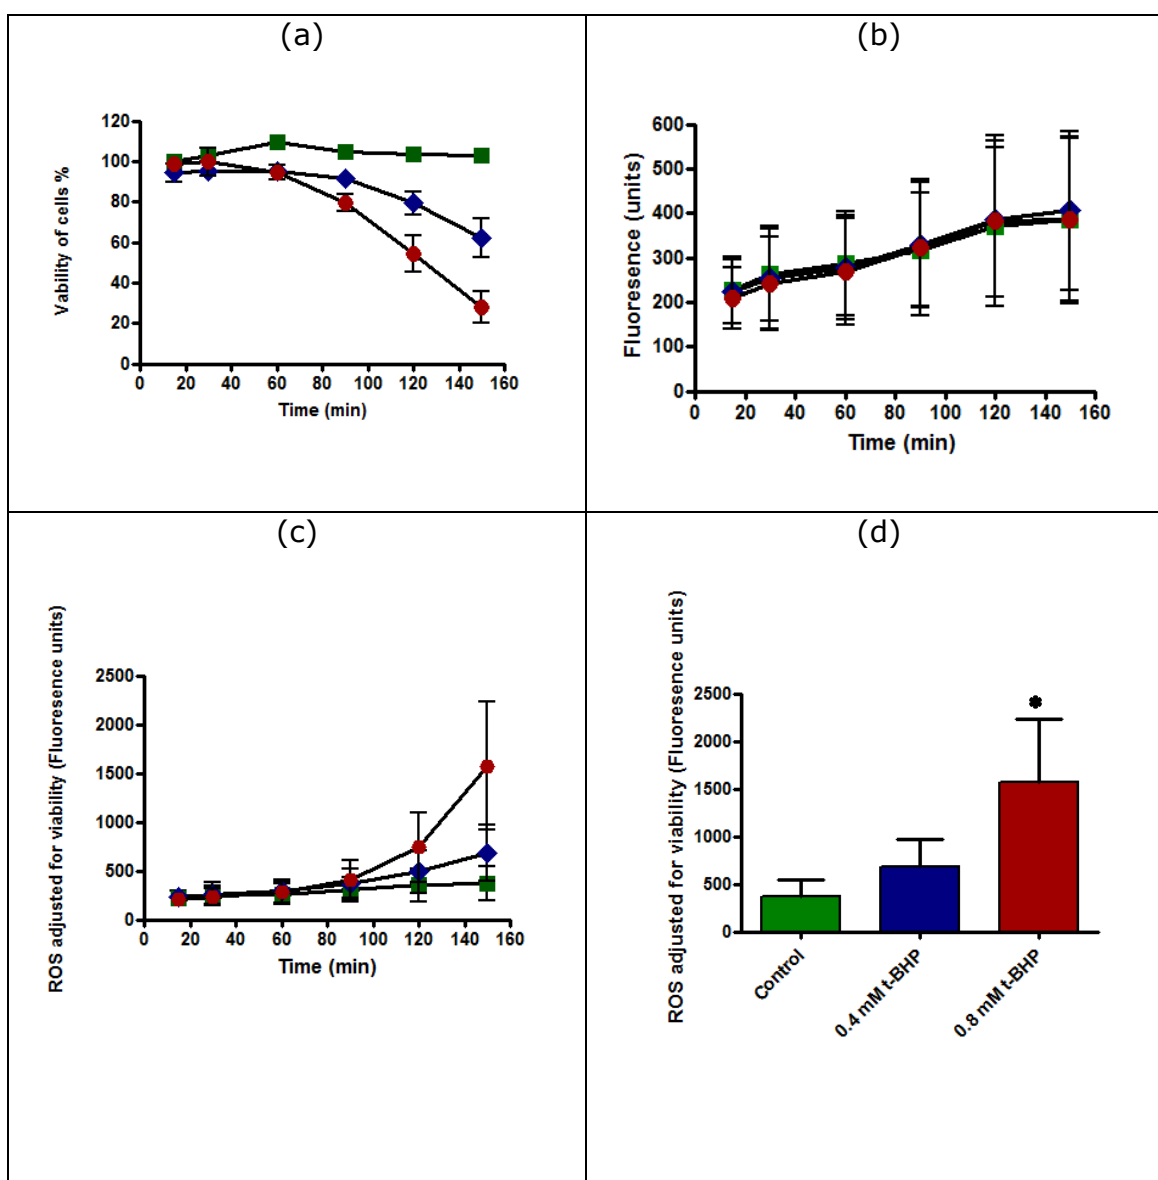 (a)
Viability of cells %
120
100
80
60
40
20
0
0 20 40 60 80 100 120 140 160
Time (min)
(b)
Fluorescence (units)
600
500
400
300
200
100
0
0 20 40 60 80 100 120 140 160
Time (min)
(c)
ROS adjusted for viability (Fluoresence units)
2500
2000
1500
1000
500
0
0 20 40 60 80 100 120 140 160
Time (min)
(d)
ROS adjusted for viability (Fluoresence units)
2500
2000
1500
1000
500
0
*
Control
0.4 mM t-BHP
0.8 mM t-BHP